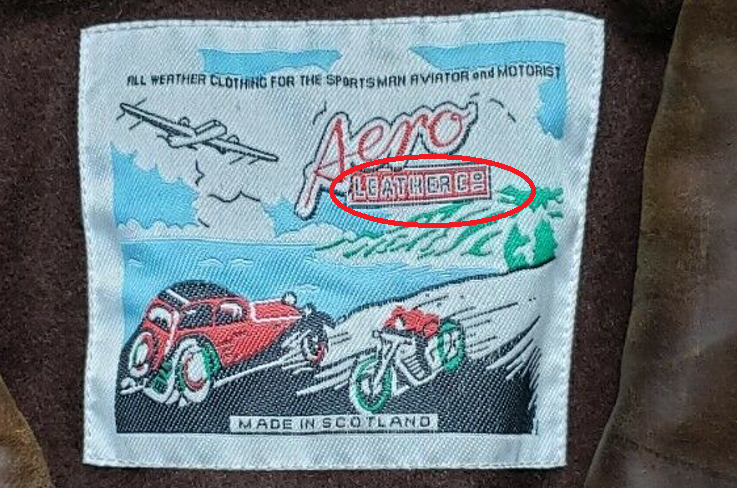 ALL WEATHER CLOTHING FOR THE SPORTSMAN AVIATOR and MOTORIST
Aero
LEATHER Co
MADE IN SCOTLAND